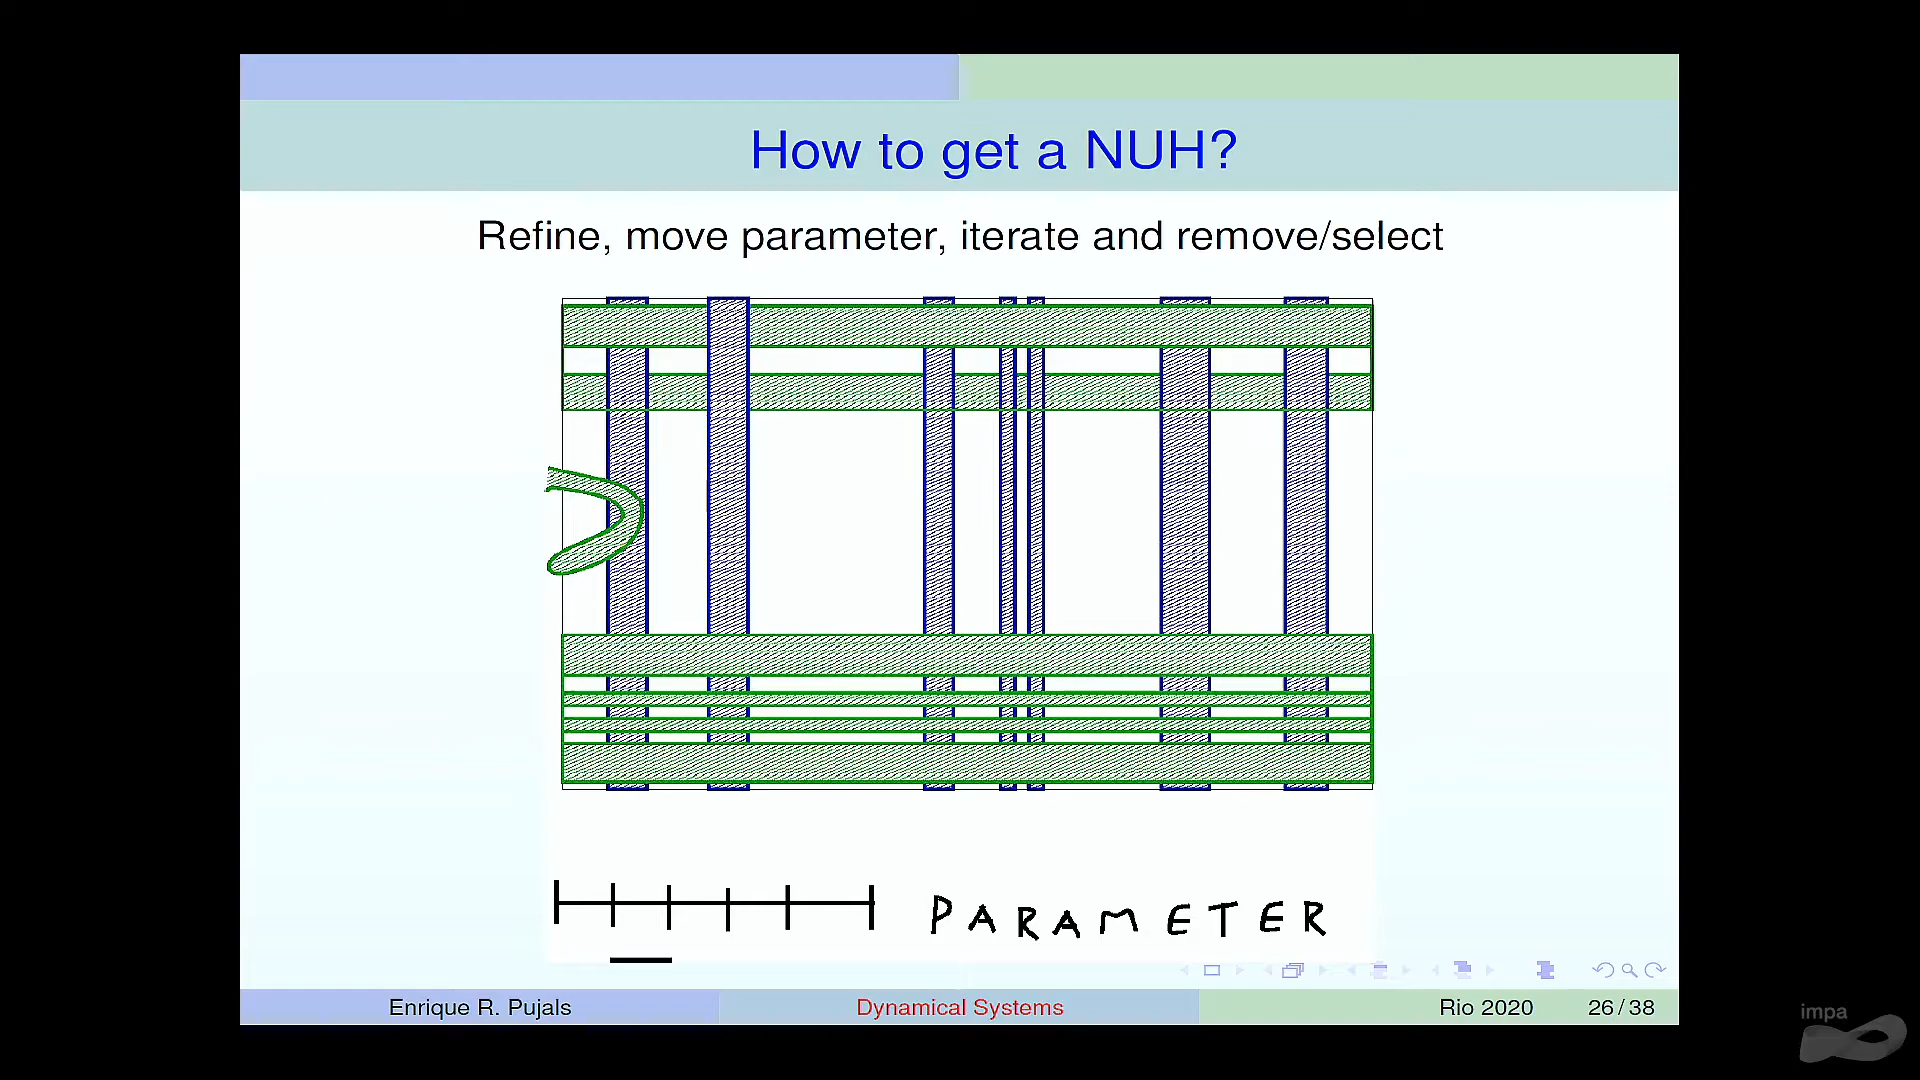 How to get a NUH?
Refine, move parameter, iterate and remove/select
PARAMETER
Enrique R. Pujals
Dynamical Systems
Rio 2020
26/38
impa